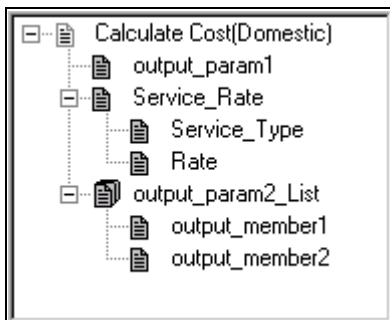 Calculate Cost(Domestic)
output_param1
Service_Rate
Service_Type
Rate
output_param2_List
output_member1
output_member2